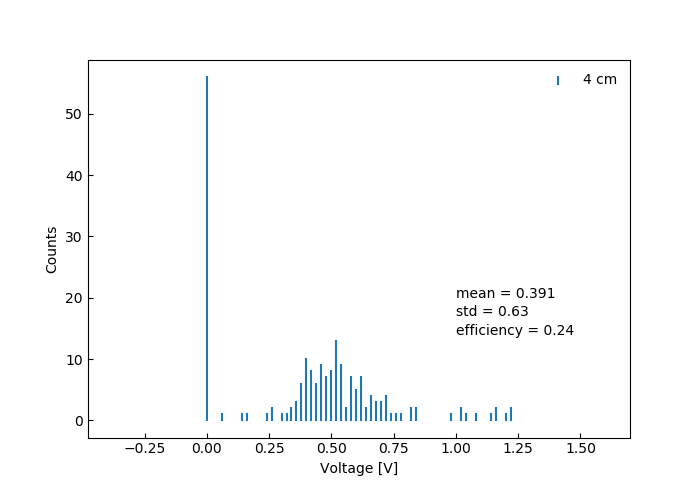 4 cm
50
40
30
20
10
0
Counts
mean = 0.391
std = 0.63
efficiency = 0.24
−0.25 0.00 0.25 0.50 0.75 1.00 1.25 1.50
Voltage [V]